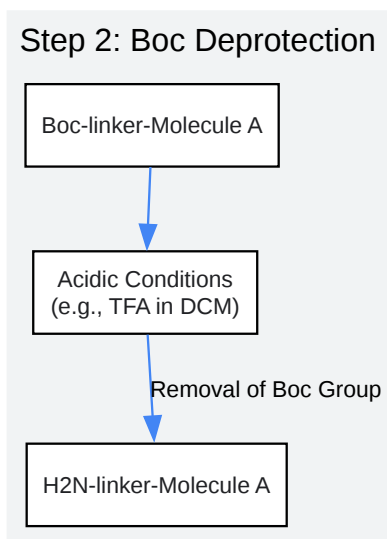 Step 2: Boc Deprotection
Boc-linker-Molecule A
Acidic Conditions
(e.g., TFA in DCM)
Removal of Boc Group
H2N-linker-Molecule A